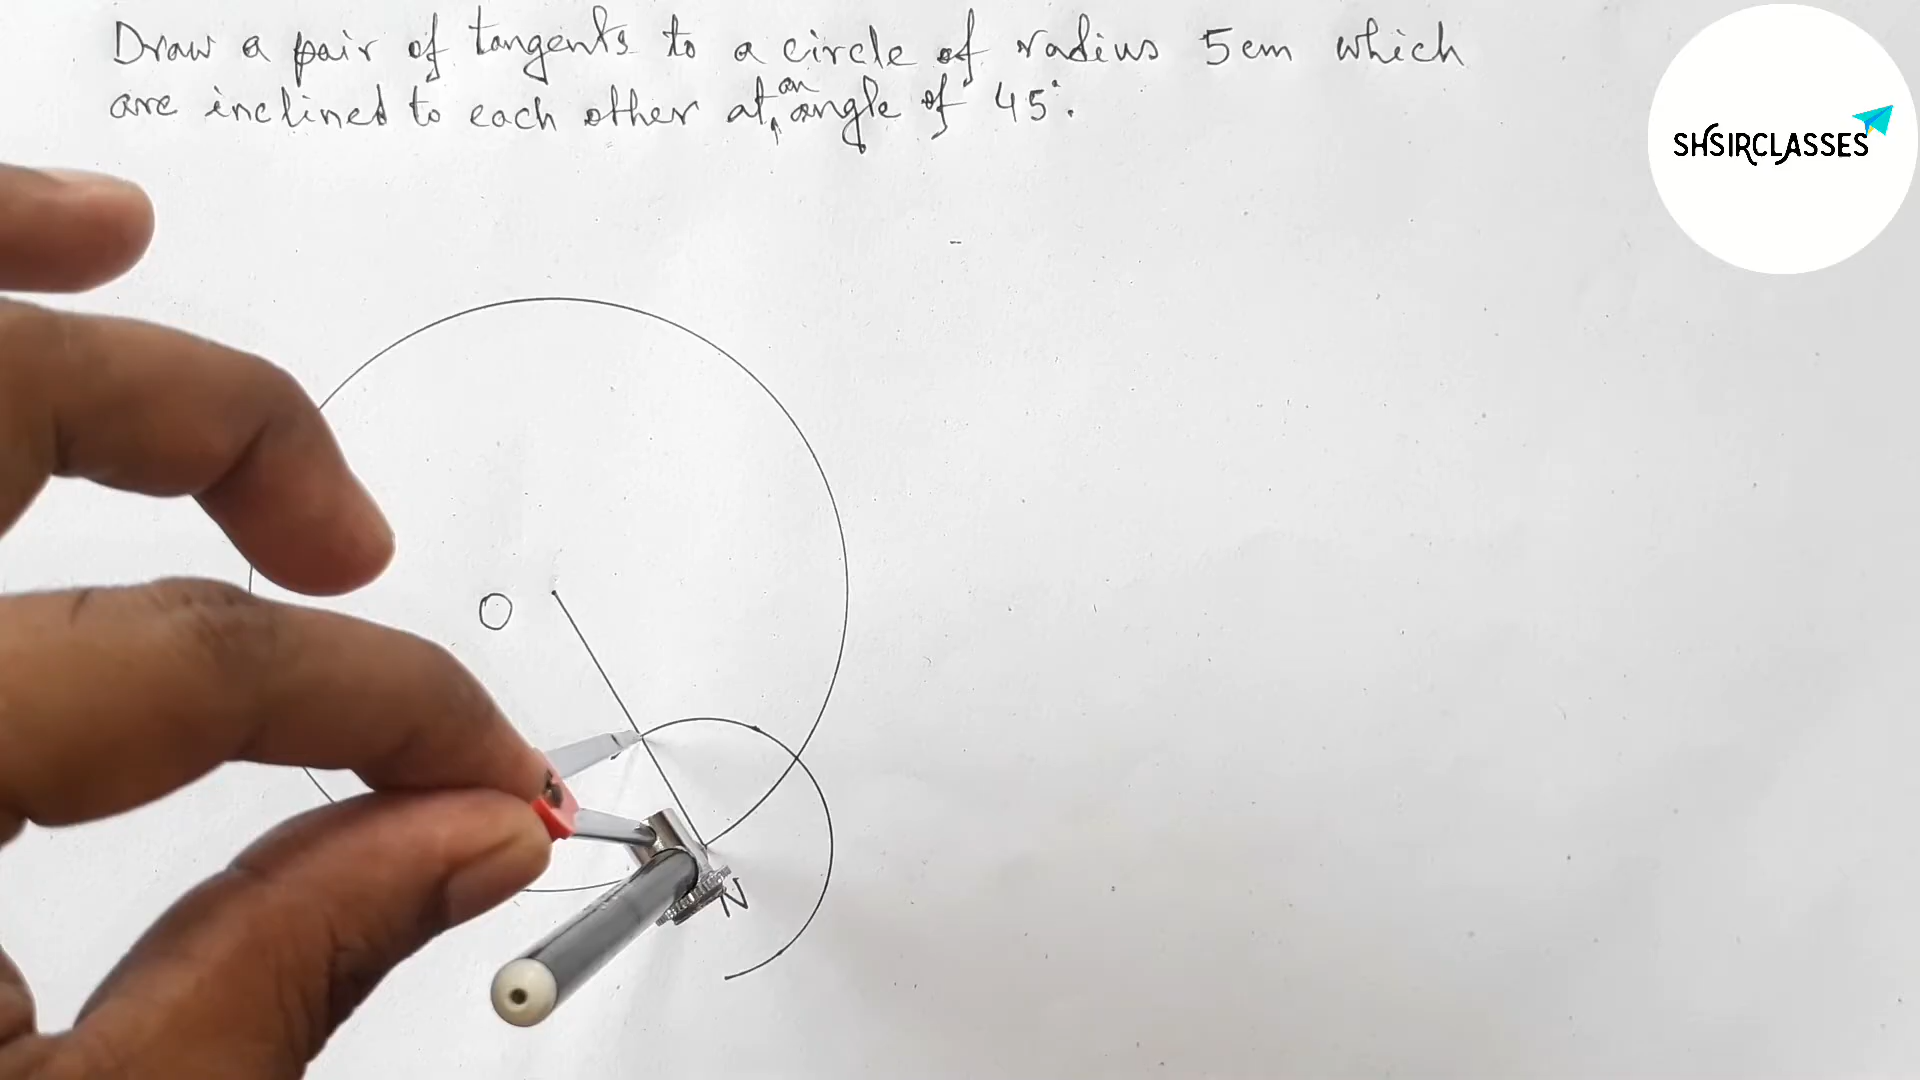 Draw a pair of tangents to a circle of radius 5cm which
are inclined to each other at an angle of 45°.
SHSIRCLASSES
O
N